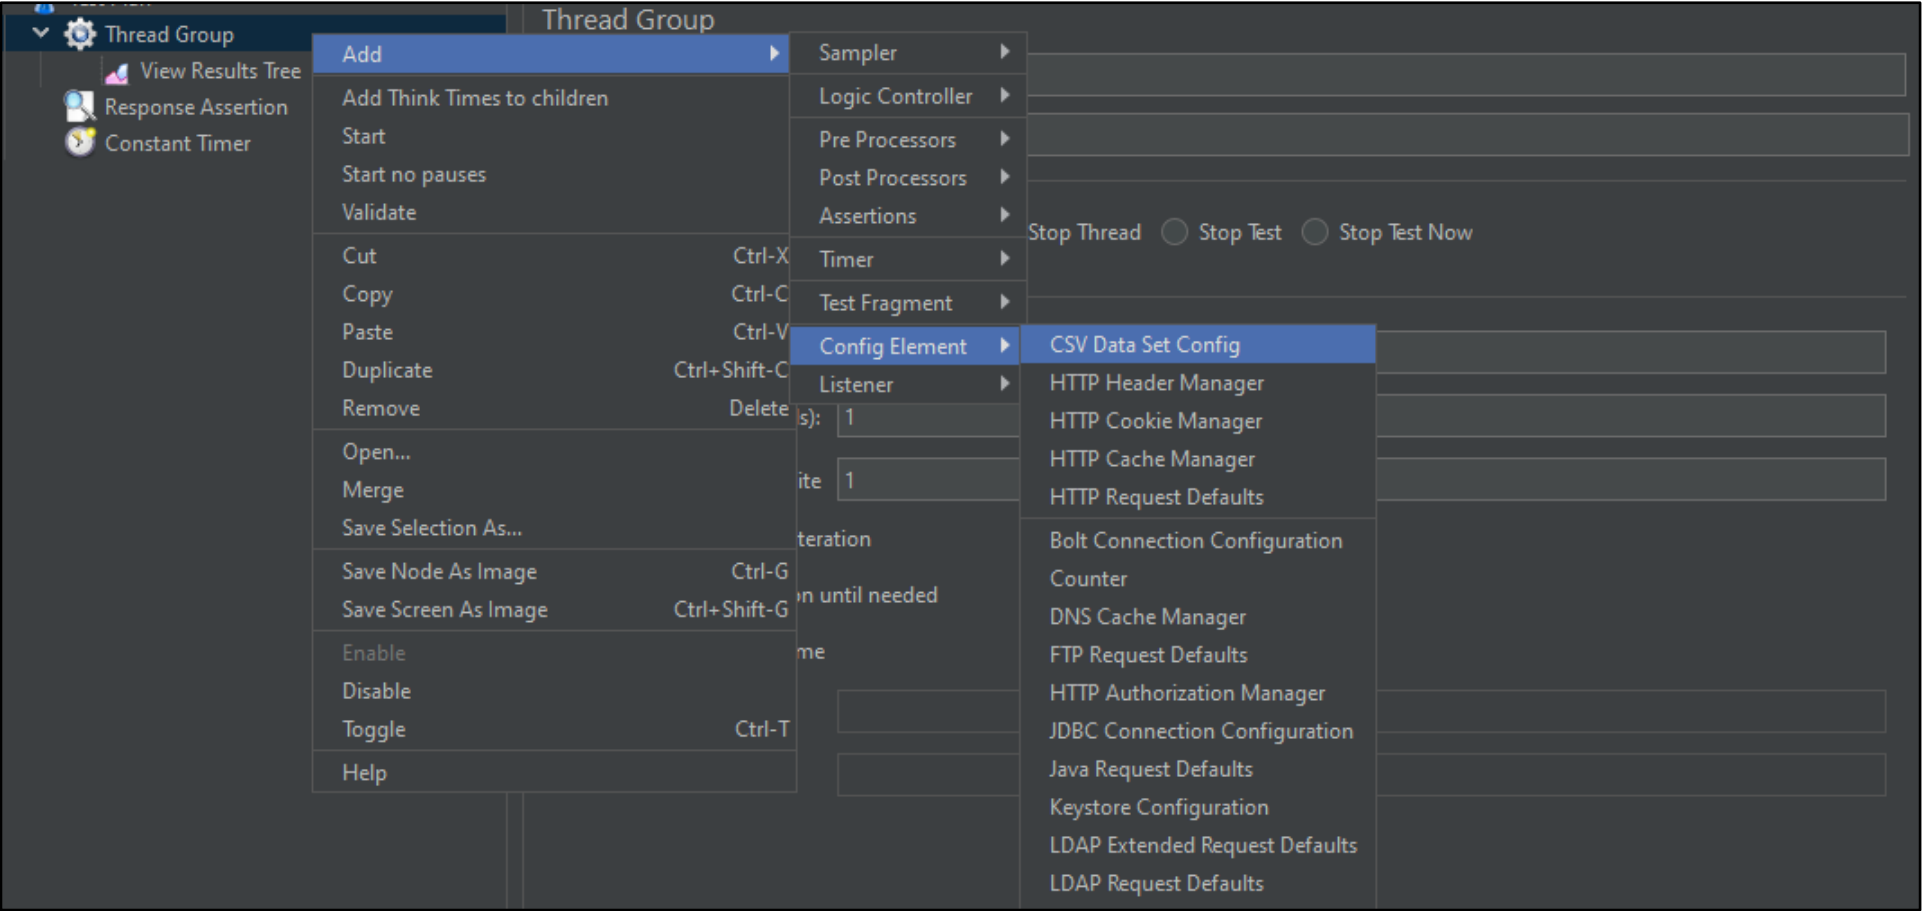 Thread Group
View Results Tree
Response Assertion
Constant Timer
Add
Add Think Times to children
Start
Start no pauses
Validate
Cut Ctrl-X
Copy Ctrl-C
Paste Ctrl-V
Duplicate Ctrl+Shift-C
Remove Delete
Open...
Merge
Save Selection As...
Save Node As Image Ctrl-G
Save Screen As Image Ctrl+Shift-G
Enable
Disable
Toggle Ctrl-T
Help
Sampler
Logic Controller
Pre Processors
Post Processors
Assertions
Timer
Test Fragment
Config Element
Listener
CSV Data Set Config
HTTP Header Manager
HTTP Cookie Manager
HTTP Cache Manager
HTTP Request Defaults
Bolt Connection Configuration
Counter
DNS Cache Manager
FTP Request Defaults
HTTP Authorization Manager
JDBC Connection Configuration
Java Request Defaults
Keystore Configuration
LDAP Extended Request Defaults
LDAP Request Defaults
Thread Group
Stop Thread Stop Test Stop Test Now
s): 1
ite 1
teration
on until needed
me